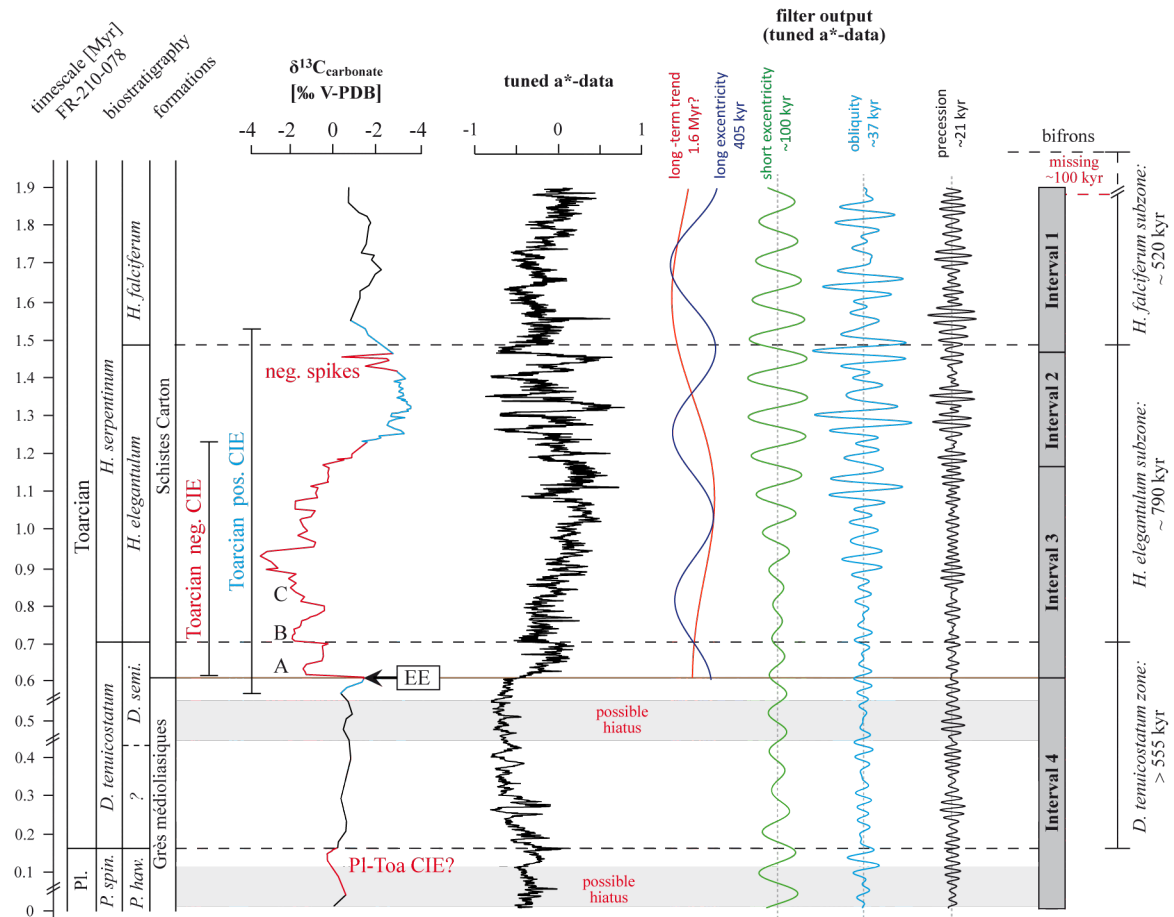 filter output
(tuned a*-data)
timescale [Myr]
FR-210-078
biostratigraphy
formations
δ13Ccarbonate
[‰ V-PDB]
tuned a*-data
long -term trend
1.6 Myr?
long excentricity
405 kyr
short excentricity
~100 kyr
obliquity
~37 kyr
precession
~21 kyr
bifrons
missing
~100 kyr
-4 -2 0 -2 -4
-1 0 1
1.9
1.8
1.7
1.6
1.5
1.4
1.3
1.2
1.1
1.0
0.9
0.8
0.7
0.6
0.5
0.4
0.3
0.2
0.1
0
Toarcian
Pl.
H. serpentinum
D. tenuicostatum
P. spin.
H. falciferum
H. elegantulum
D. semi.
?
P. haw.
Schistes Carton
Grès médioliasiques
Toarcian neg. CIE
Toarcian pos. CIE
neg. spikes
C
B
A
EE
Pl-Toa CIE?
possible
hiatus
possible
hiatus
Interval 1
Interval 2
Interval 3
Interval 4
H. falciferum subzone:
~ 520 kyr
H. elegantulum subzone:
~ 790 kyr
D. tenuicostatum zone:
> 555 kyr